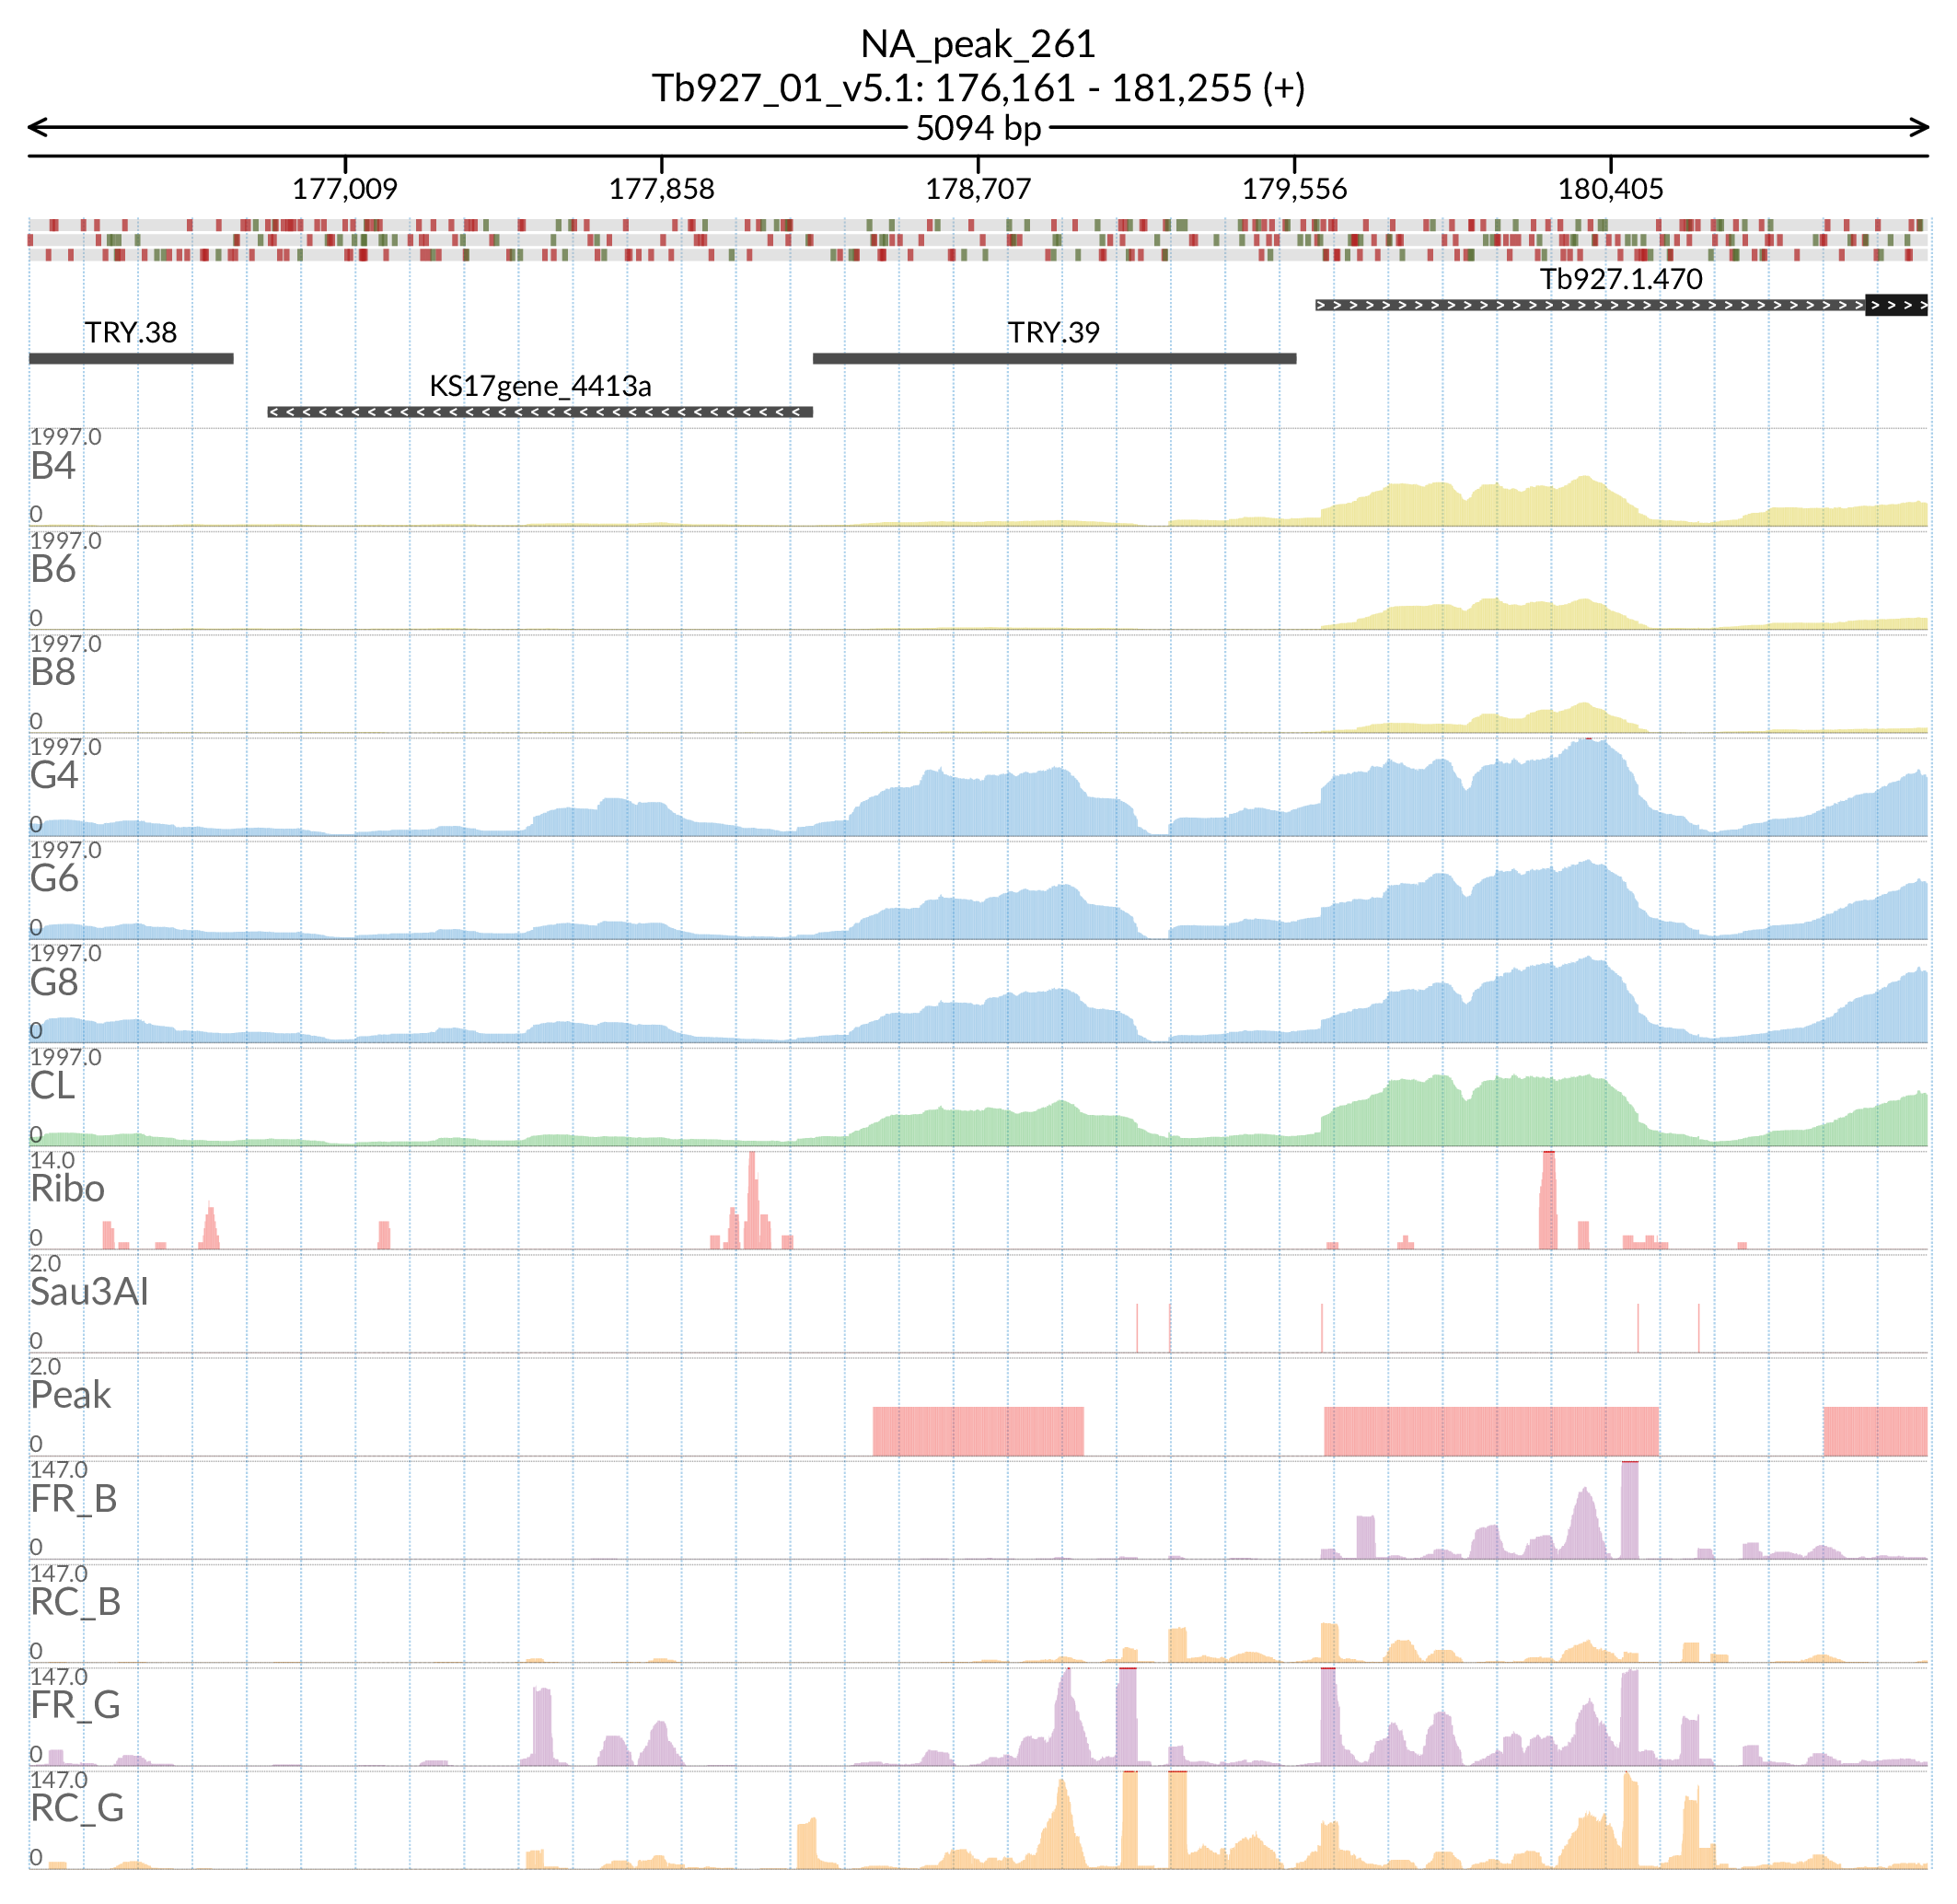 NA_peak_261
Tb927_01_v5.1: 176,161 - 181,255 (+)
5094 bp
177,009 177,858 178,707 179,556 180,405
Tb927.1.470
TRY.38 TRY.39
KS17gene_4413a
1997.0
B4
0
1997.0
B6
0
1997.0
B8
0
1997.0
G4
0
1997.0
G6
0
1997.0
G8
0
1997.0
CL
0
14.0
Ribo
0
2.0
Sau3AI
0
2.0
Peak
0
147.0
FR_B
0
147.0
RC_B
0
147.0
FR_G
0
147.0
RC_G
0